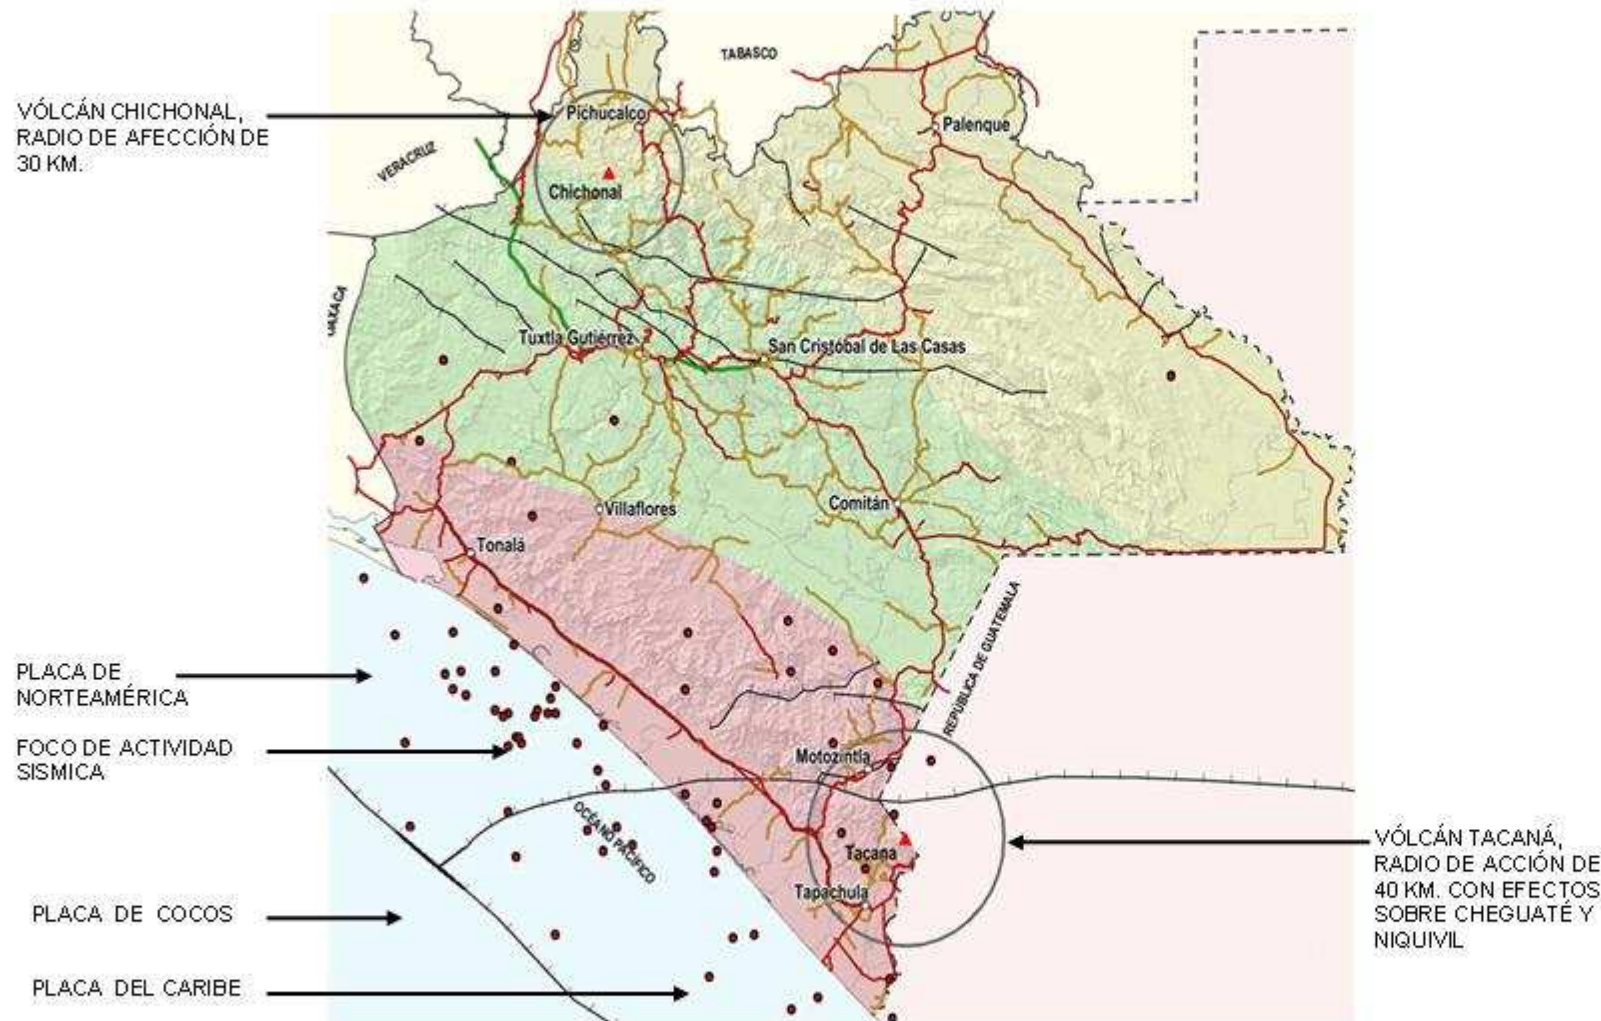 TABASCO
VÓLCÁN CHICHONAL,
RADIO DE AFECCIÓN DE
30 KM.
Pichucalco
Palenque
VERACRUZ
Chichonal
OAXACA
Tuxtla Gutiérrez
San Cristóbal de Las Casas
Comitán
Villaflores
Tonalá
REPÚBLICA DE GUATEMALA
PLACA DE
NORTEAMÉRICA
FOCO DE ACTIVIDAD
SISMICA
Motozintla
OCÉANO PACÍFICO
VÓLCÁN TACANÁ,
RADIO DE ACCIÓN DE
40 KM. CON EFECTOS
SOBRE CHEGUATÉ Y
NIQUIVIL
Tacana
Tapachula
PLACA DE COCOS
PLACA DEL CARIBE